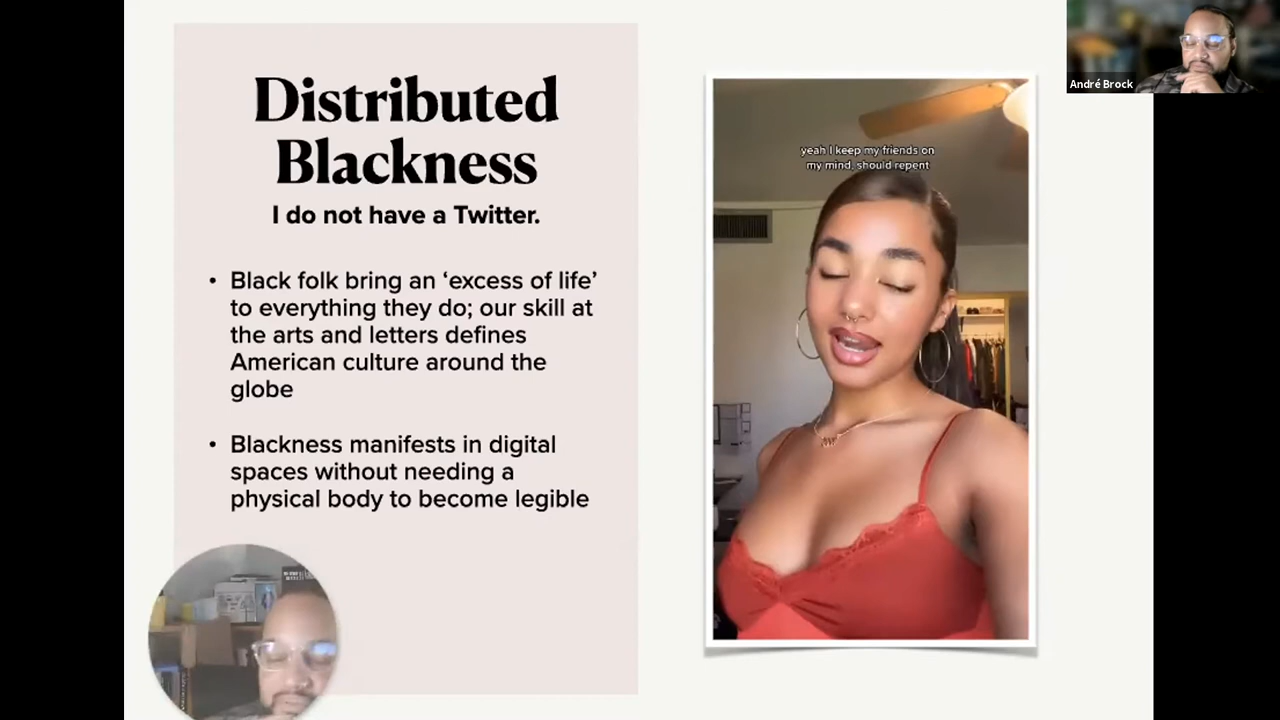 Distributed
Blackness
I do not have a Twitter.
• Black folk bring an ‘excess of life’
to everything they do; our skill at
the arts and letters defines
American culture around the
globe
• Blackness manifests in digital
spaces without needing a
physical body to become legible
yeah I keep my friends on
my mind, should repent
André Brock